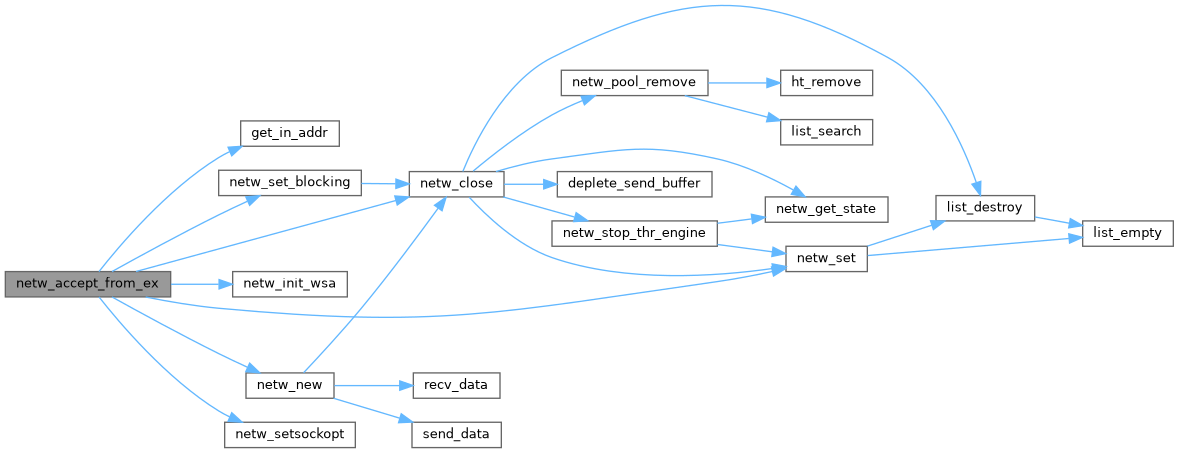 netw_accept_from_ex
get_in_addr
netw_set_blocking
netw_init_wsa
netw_new
netw_setsockopt
netw_close
recv_data
send_data
netw_pool_remove
deplete_send_buffer
netw_stop_thr_engine
ht_remove
list_search
netw_get_state
netw_set
list_destroy
list_empty